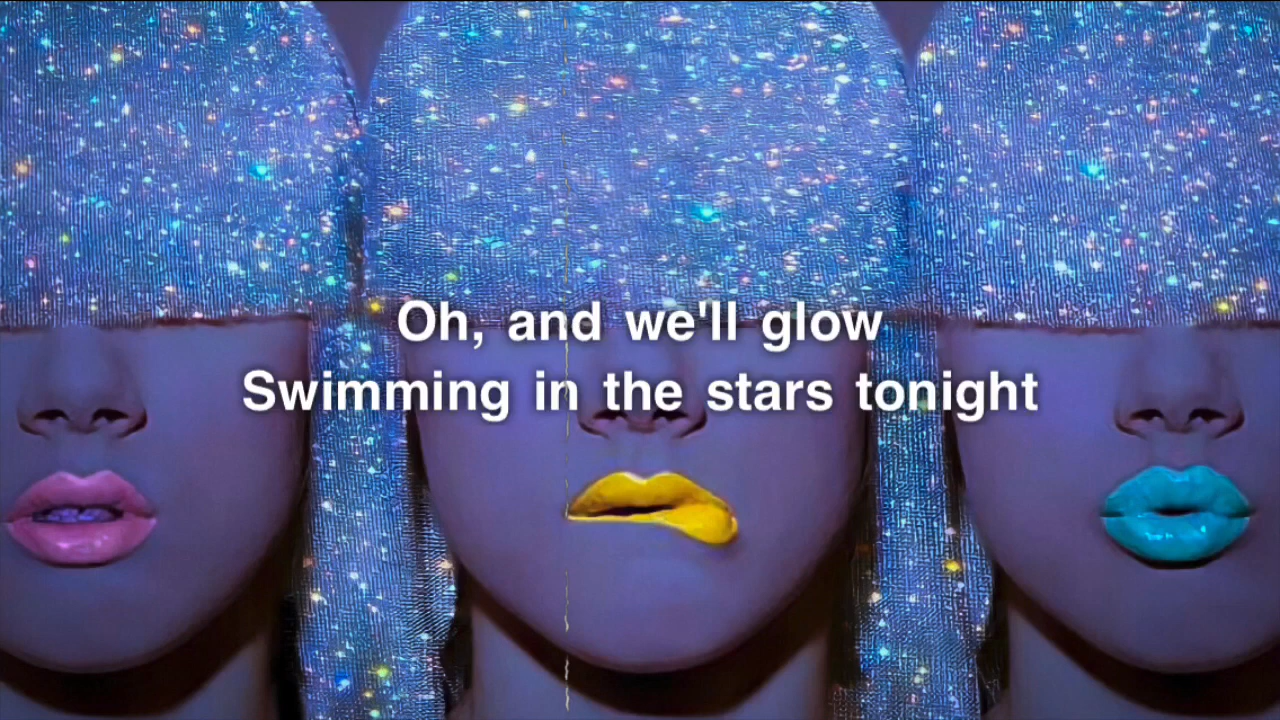 Oh, and we'll glow
Swimming in the stars tonight